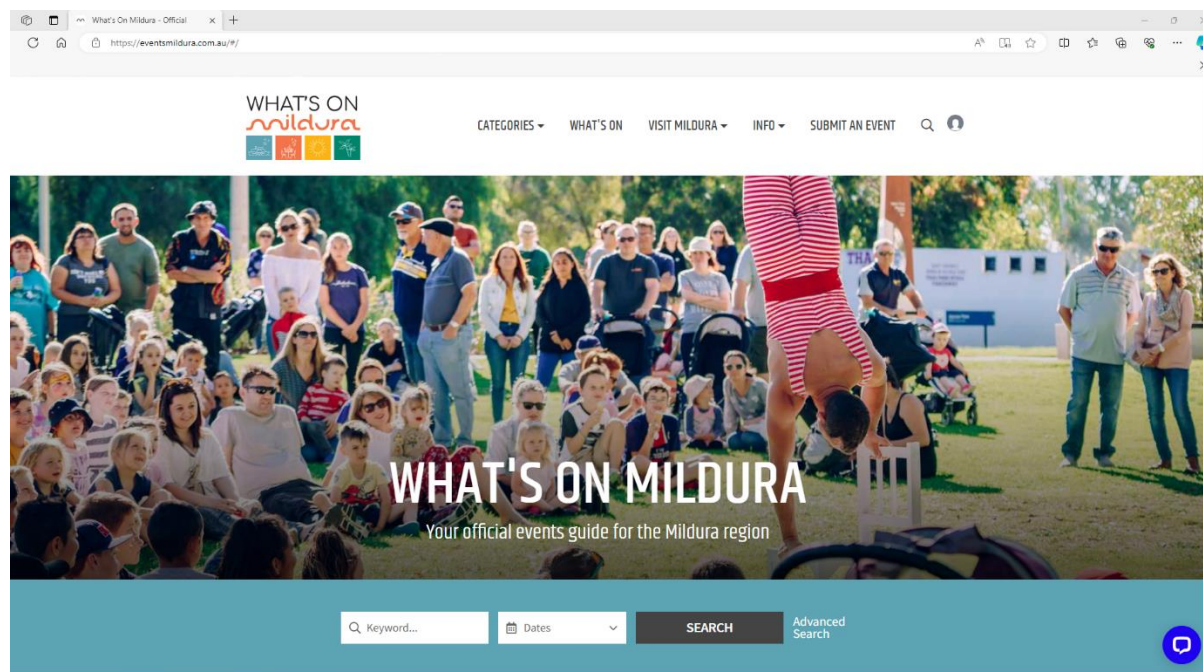 What's On Mildura - Official
https://eventsmildura.com.au/#/
WHAT'S ON
mildura
CATEGORIES
WHAT'S ON
VISIT MILDURA
INFO
SUBMIT AN EVENT
THA
WHAT'S ON MILDURA
Your official events guide for the Mildura region
Keyword...
Dates
SEARCH
Advanced
Search